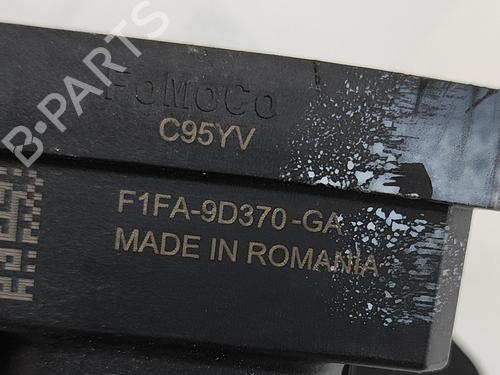 B-PARTS
FoMoCo
C95YV
F1FA-9D370-GA
MADE IN ROMANIA